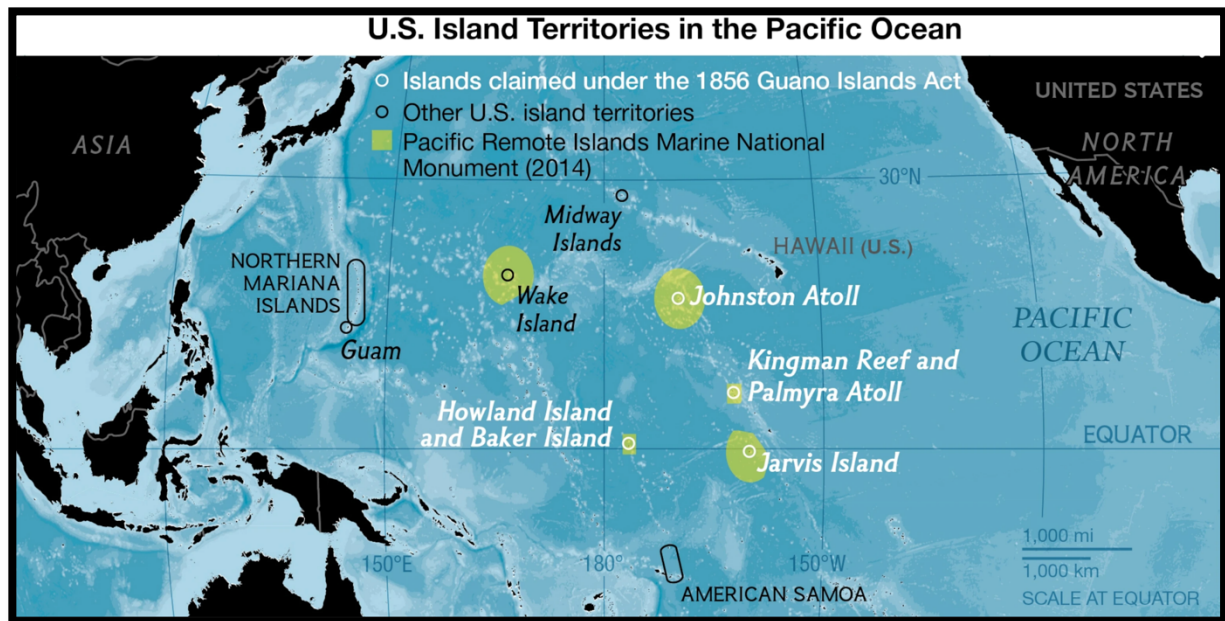 U.S. Island Territories in the Pacific Ocean
Islands claimed under the 1856 Guano Islands Act
Other U.S. island territories
Pacific Remote Islands Marine National
Monument (2014)
UNITED STATES
ASIA
NORTH
AMERICA
30°N
Midway
Islands
HAWAII (U.S.)
NORTHERN
MARIANA
ISLANDS
Wake
Island
Johnston Atoll
Guam
PACIFIC
OCEAN
Kingman Reef and
Palmyra Atoll
Howland Island
and Baker Island
EQUATOR
Jarvis Island
1,000 mi
1,000 km
SCALE AT EQUATOR
150°E
180°
150°W
AMERICAN SAMOA